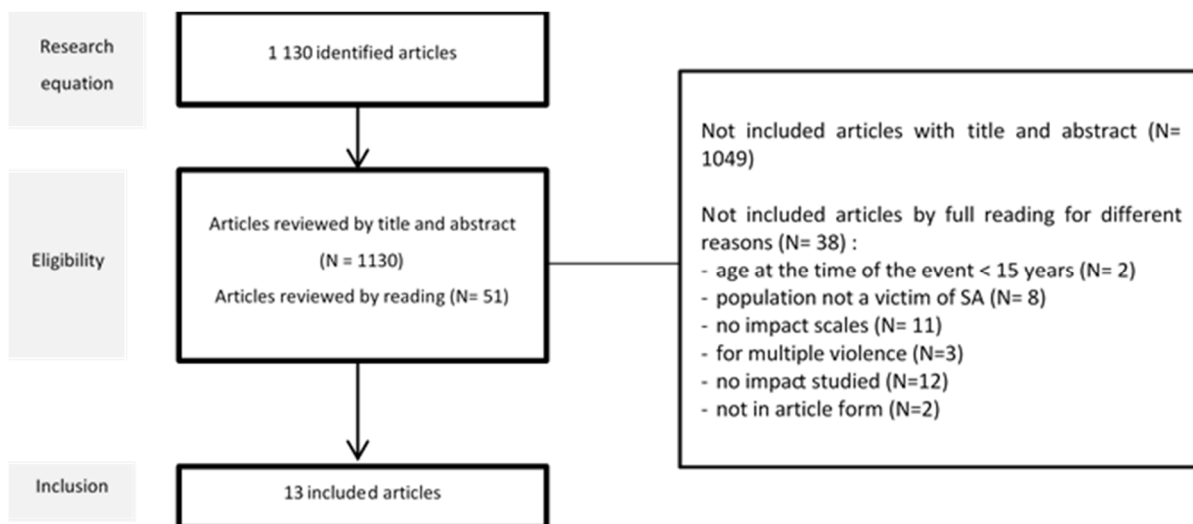 Research
equation
1 130 identified articles
Eligibility
Articles reviewed by title and abstract
(N = 1130)
Articles reviewed by reading (N= 51)
Not included articles with title and abstract (N=
1049)
Not included articles by full reading for different
reasons (N= 38) :
- age at the time of the event < 15 years (N= 2)
- population not a victim of SA (N= 8)
- no impact scales (N= 11)
- for multiple violence (N=3)
- no impact studied (N=12)
- not in article form (N=2)
Inclusion
13 included articles